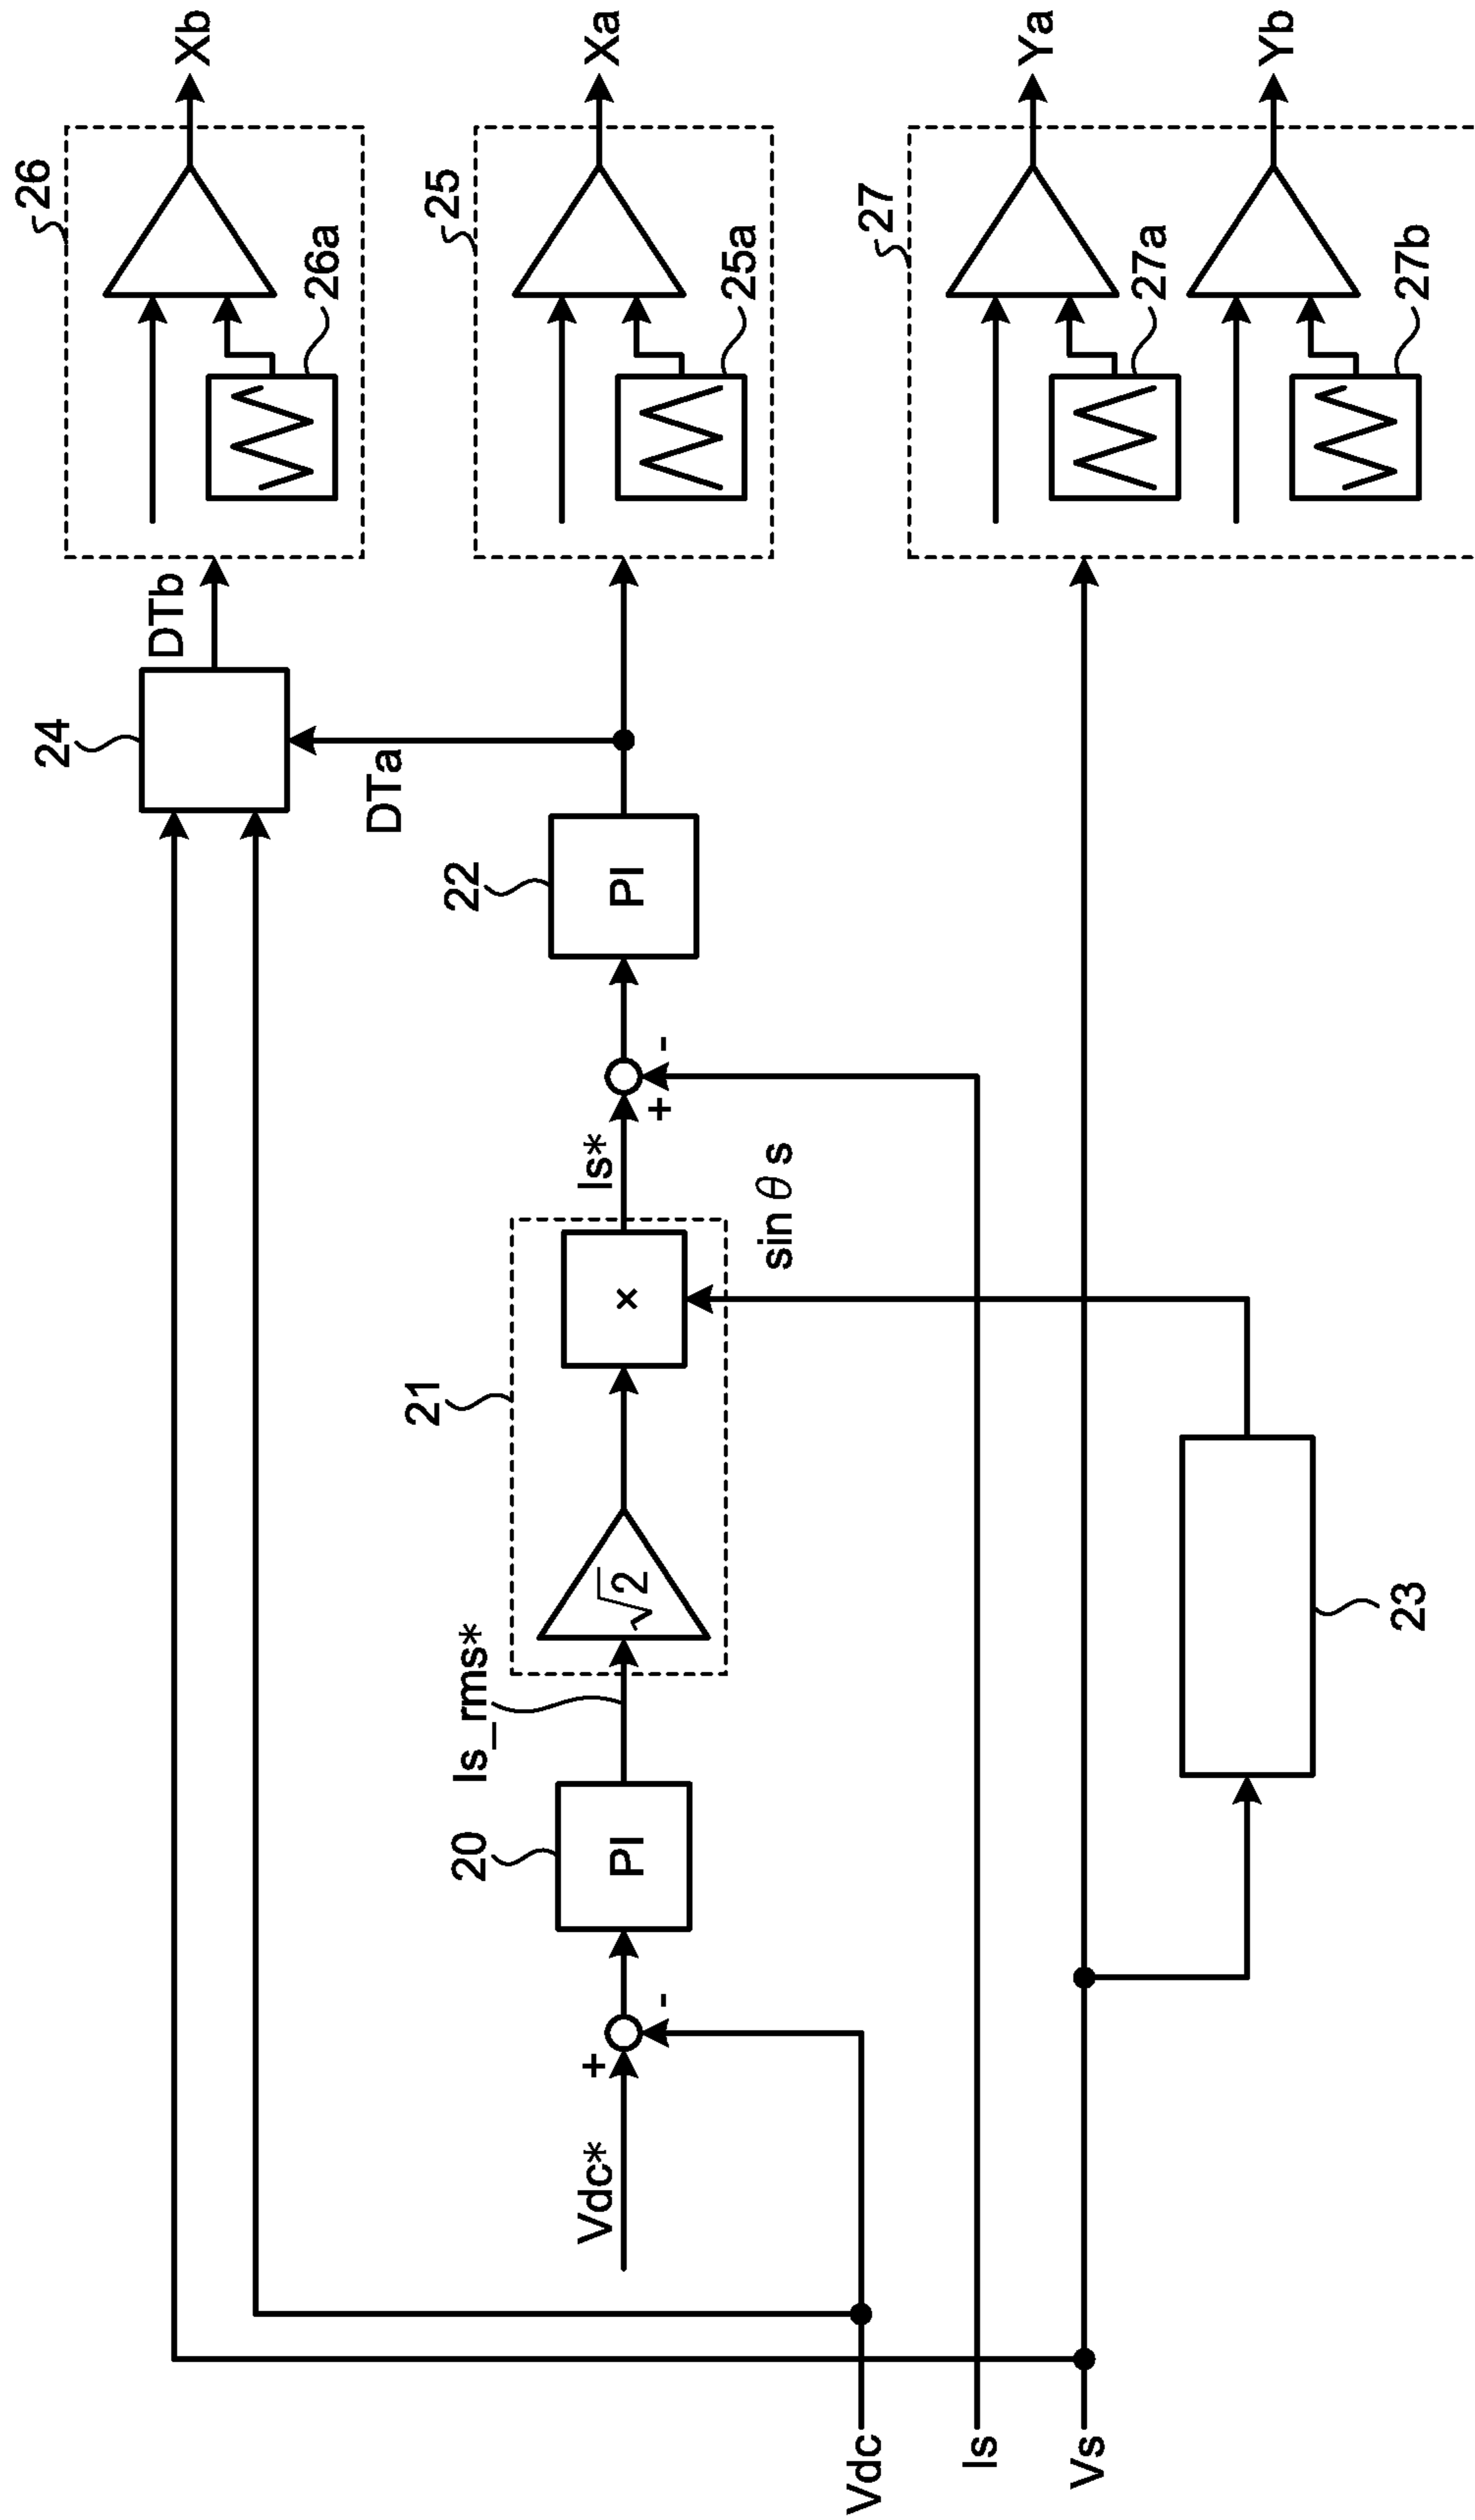 26
Xb
26a
24
DTb
25
Xa
25a
DTa
22
PI
Is*
+
-
21
×
√2
sin θ s
Is_rms*
20
PI
+
-
Vdc*
27
Ya
27a
Yb
27b
23
Vdc
Is
Vs